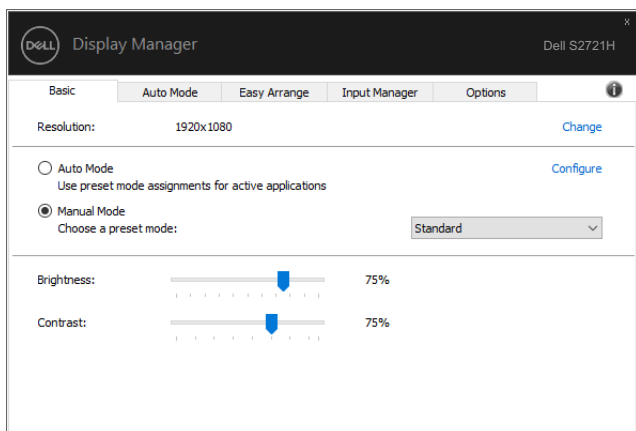 x
DELL Display Manager
Dell S2721H
Basic Auto Mode Easy Arrange Input Manager Options
Resolution: 1920x1080 Change
Auto Mode Configure
Use preset mode assignments for active applications
Manual Mode
Choose a preset mode: Standard
Brightness: 75%
Contrast: 75%